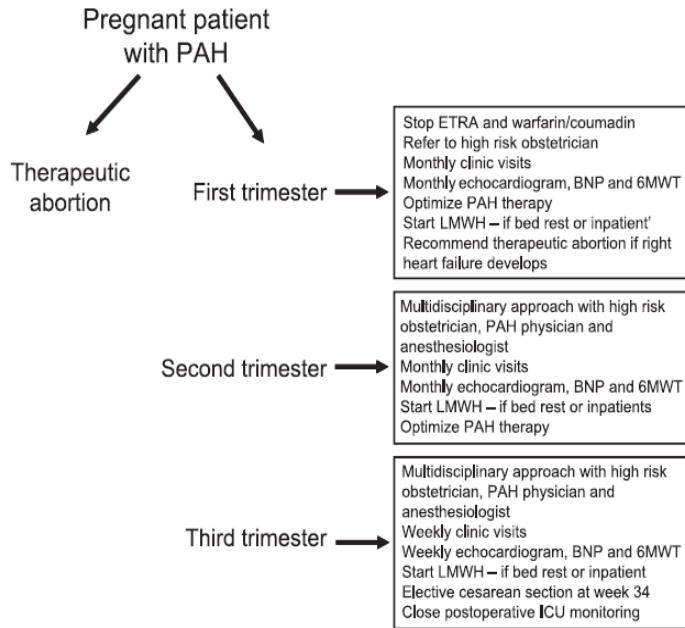 Pregnant patient
with PAH
Therapeutic
abortion
First trimester
Stop ETRA and warfarin/coumadin
Refer to high risk obstetrician
Monthly clinic visits
Monthly echocardiogram, BNP and 6MWT
Optimize PAH therapy
Start LMWH – if bed rest or inpatient'
Recommend therapeutic abortion if right
heart failure develops
Second trimester
Multidisciplinary approach with high risk
obstetrician, PAH physician and
anesthesiologist
Monthly clinic visits
Monthly echocardiogram, BNP and 6MWT
Start LMWH – if bed rest or inpatients
Optimize PAH therapy
Third trimester
Multidisciplinary approach with high risk
obstetrician, PAH physician and
anesthesiologist
Weekly clinic visits
Weekly echocardiogram, BNP and 6MWT
Start LMWH – if bed rest or inpatient
Elective cesarean section at week 34
Close postoperative ICU monitoring